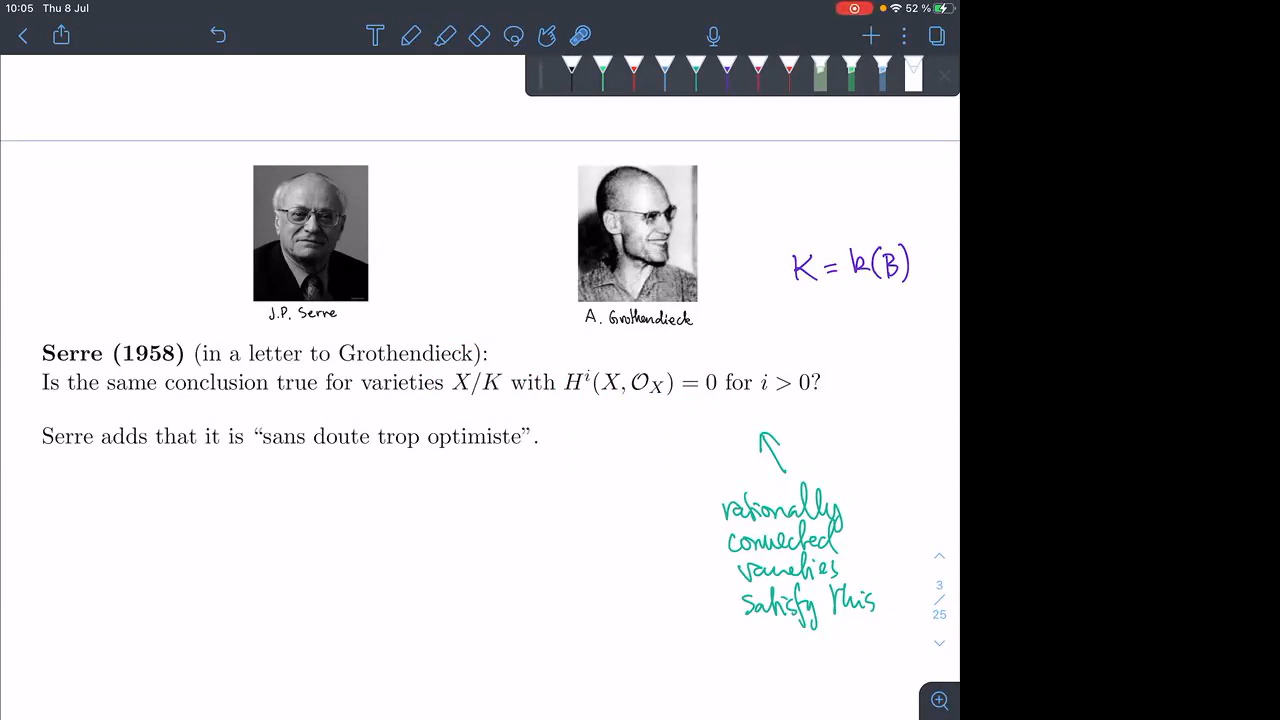 10:05 Thu 8 Jul
52 %
T
J.P. Serre
A. Grothendieck
K = k(B)
Serre (1958) (in a letter to Grothendieck):
Is the same conclusion true for varieties X/K with Hⁱ(X, 𝒪_X) = 0 for i > 0?
Serre adds that it is “sans doute trop optimiste”.
rationally
connected
varieties
satisfy this
3
/
25